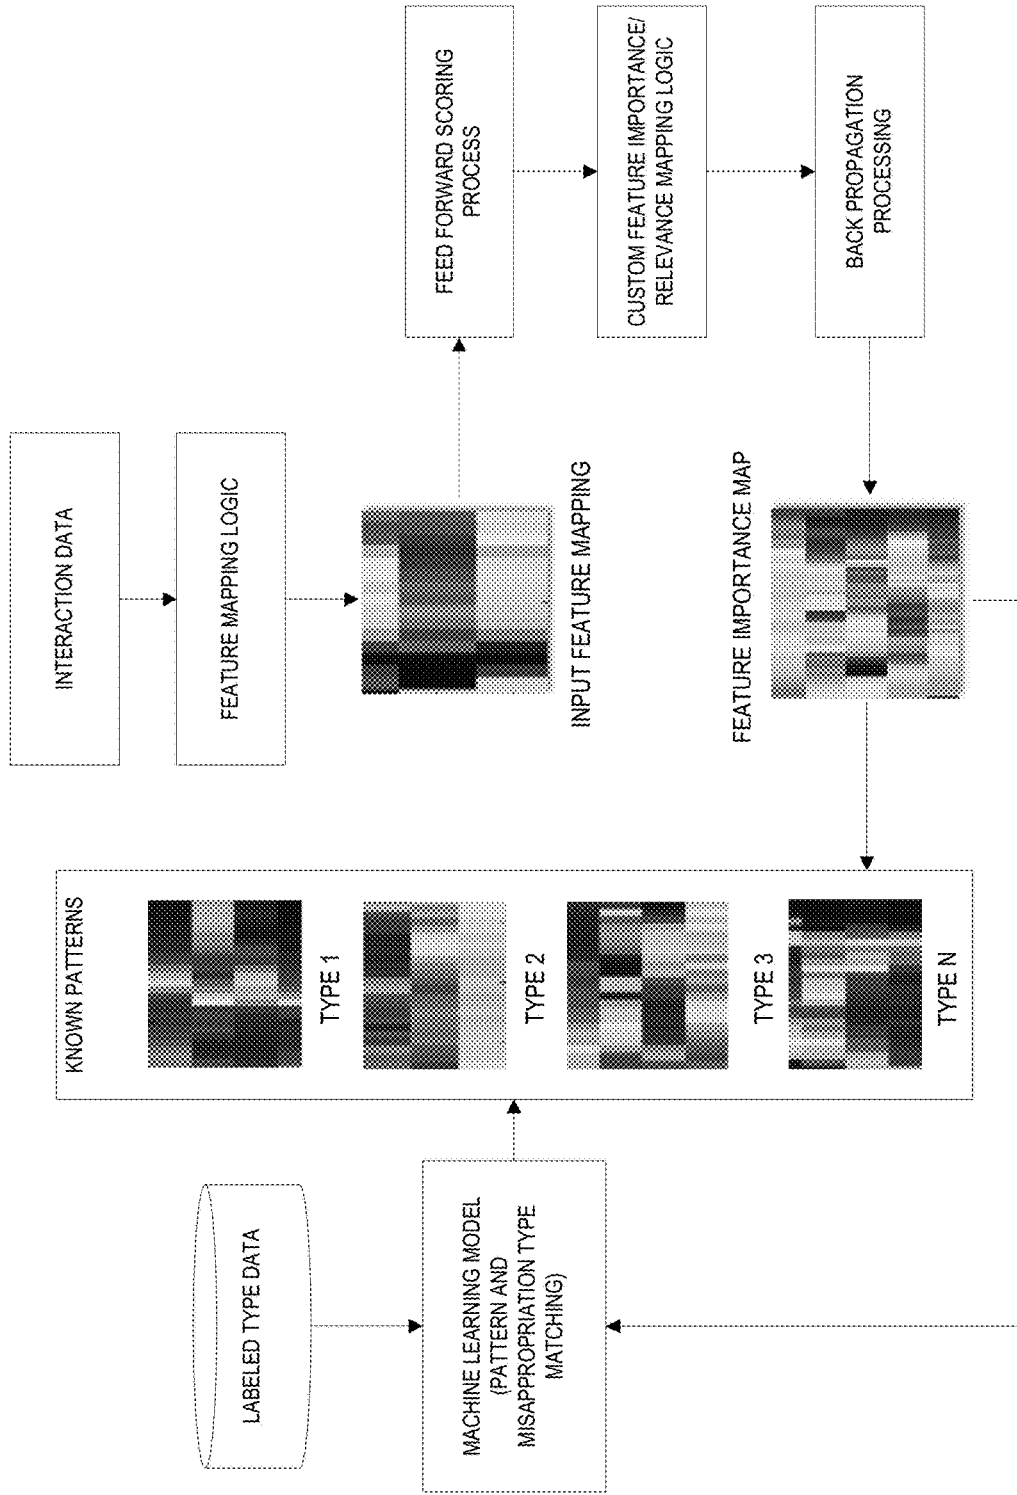 INTERACTION DATA
FEATURE MAPPING LOGIC
INPUT FEATURE MAPPING
FEED FORWARD SCORING
PROCESS
CUSTOM FEATURE IMPORTANCE/
RELEVANCE MAPPING LOGIC
BACK PROPAGATION
PROCESSING
FEATURE IMPORTANCE MAP
KNOWN PATTERNS
TYPE 1
TYPE 2
TYPE 3
TYPE N
LABELED TYPE DATA
MACHINE LEARNING MODEL
(PATTERN AND
MISAPPROPRIATION TYPE
MATCHING)